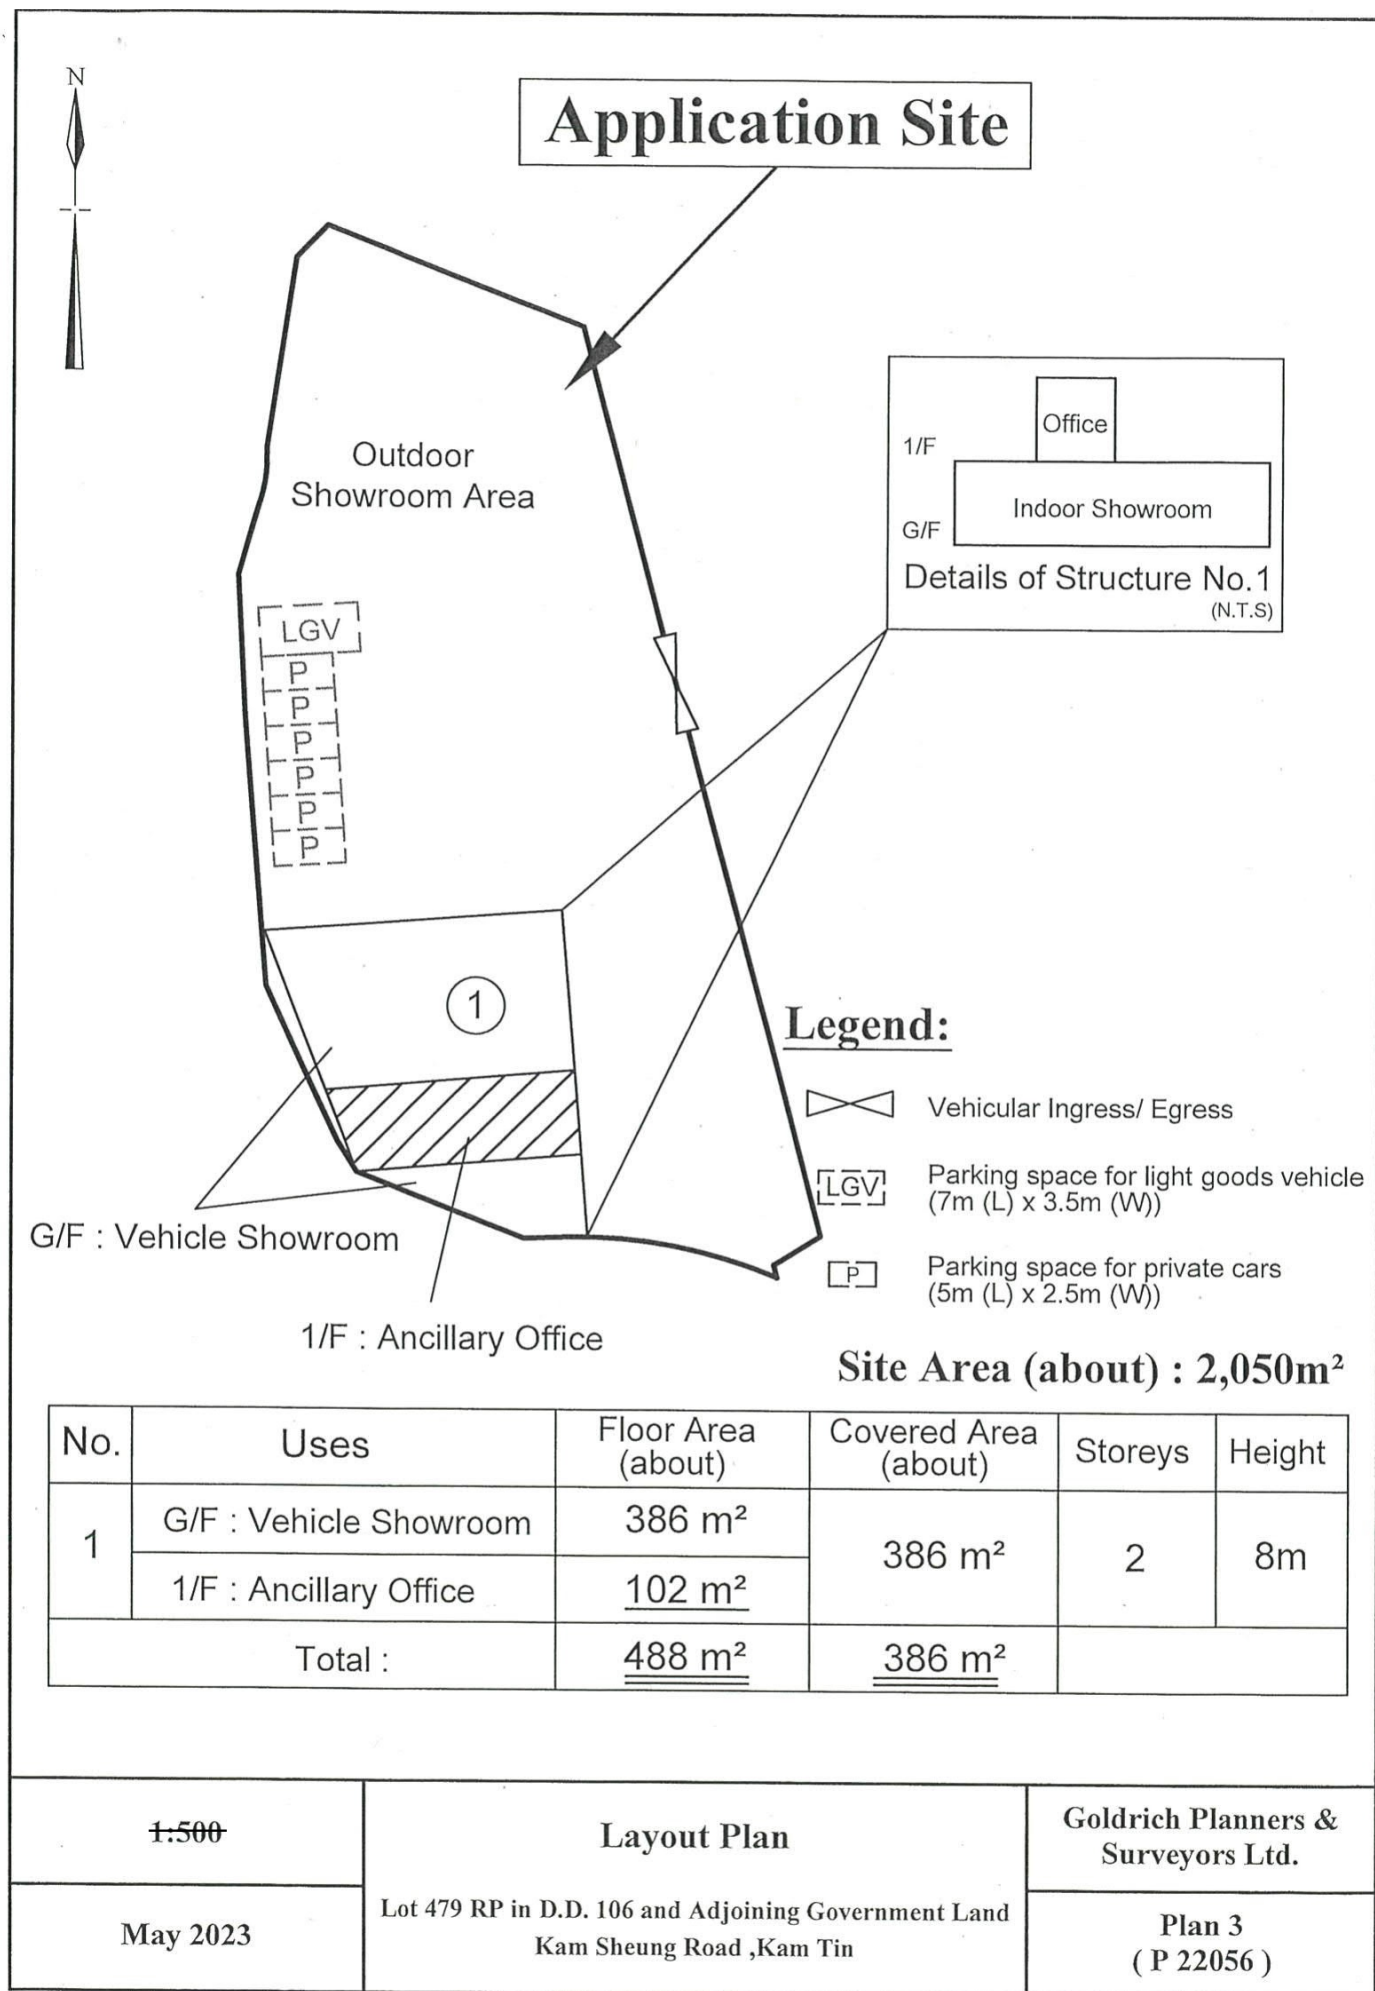 N
Application Site
Outdoor
Showroom Area
1/F
Office
G/F
Indoor Showroom
Details of Structure No.1
(N.T.S)
LGV
P
P
P
P
P
P
1
G/F : Vehicle Showroom
1/F : Ancillary Office
Legend:
Vehicular Ingress/ Egress
LGV
Parking space for light goods vehicle
(7m (L) x 3.5m (W))
P
Parking space for private cars
(5m (L) x 2.5m (W))
Site Area (about) : 2,050m²
No. Uses Floor Area (about) Covered Area (about) Storeys Height
1 G/F : Vehicle Showroom 386 m² 386 m² 2 8m
1/F : Ancillary Office 102 m²
Total : 488 m² 386 m²
1:500
May 2023
Layout Plan
Lot 479 RP in D.D. 106 and Adjoining Government Land
Kam Sheung Road ,Kam Tin
Goldrich Planners &
Surveyors Ltd.
Plan 3
( P 22056 )